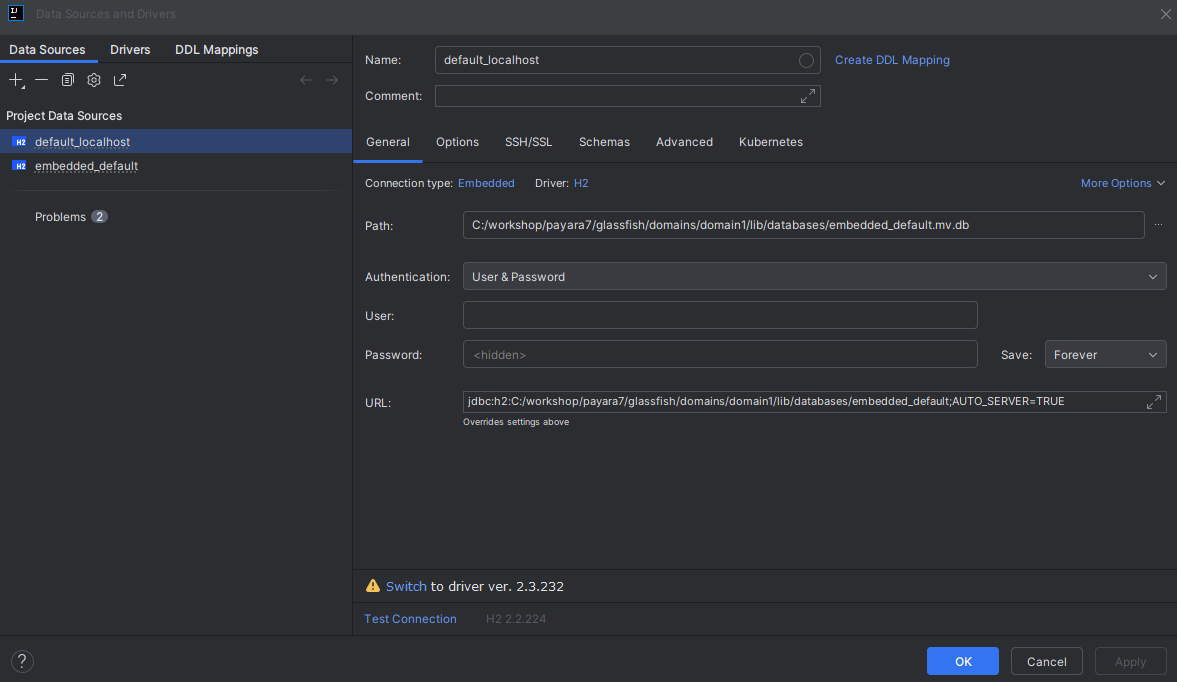 Data Sources and Drivers
Data Sources Drivers DDL Mappings
Project Data Sources
H2 default_localhost
H2 embedded_default
Problems 2
Name: default_localhost Create DDL Mapping
Comment:
General Options SSH/SSL Schemas Advanced Kubernetes
Connection type: Embedded Driver: H2 More Options
Path: C:/workshop/payara7/glassfish/domains/domain1/lib/databases/embedded_default.mv.db ...
Authentication: User & Password
User:
Password: <hidden> Save: Forever
URL: jdbc:h2:C:/workshop/payara7/glassfish/domains/domain1/lib/databases/embedded_default;AUTO_SERVER=TRUE
Overrides settings above
Switch to driver ver. 2.3.232
Test Connection H2 2.2.224
? OK Cancel Apply